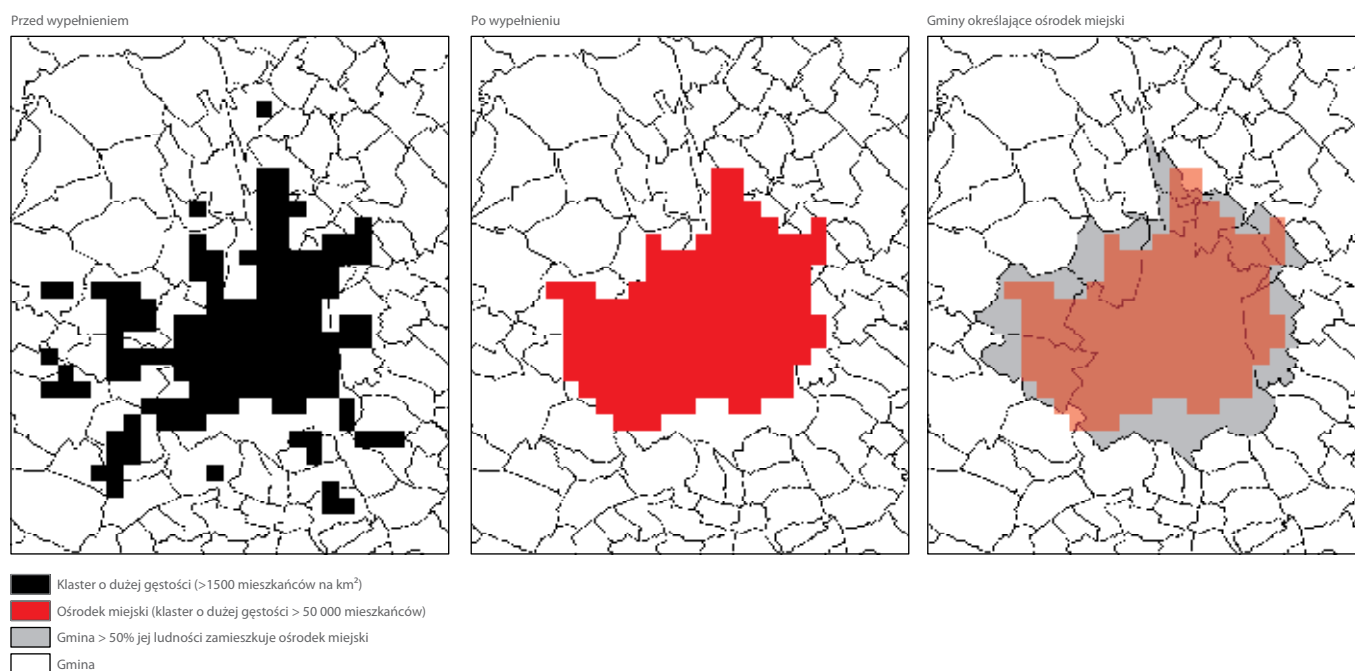 Przed wypełnieniem
Po wypełnieniu
Gminy określające ośrodek miejski
Klaster o dużej gęstości (>1500 mieszkańców na km²)
Ośrodek miejski (klaster o dużej gęstości > 50 000 mieszkańców)
Gmina > 50% jej ludności zamieszkuje ośrodek miejski
Gmina